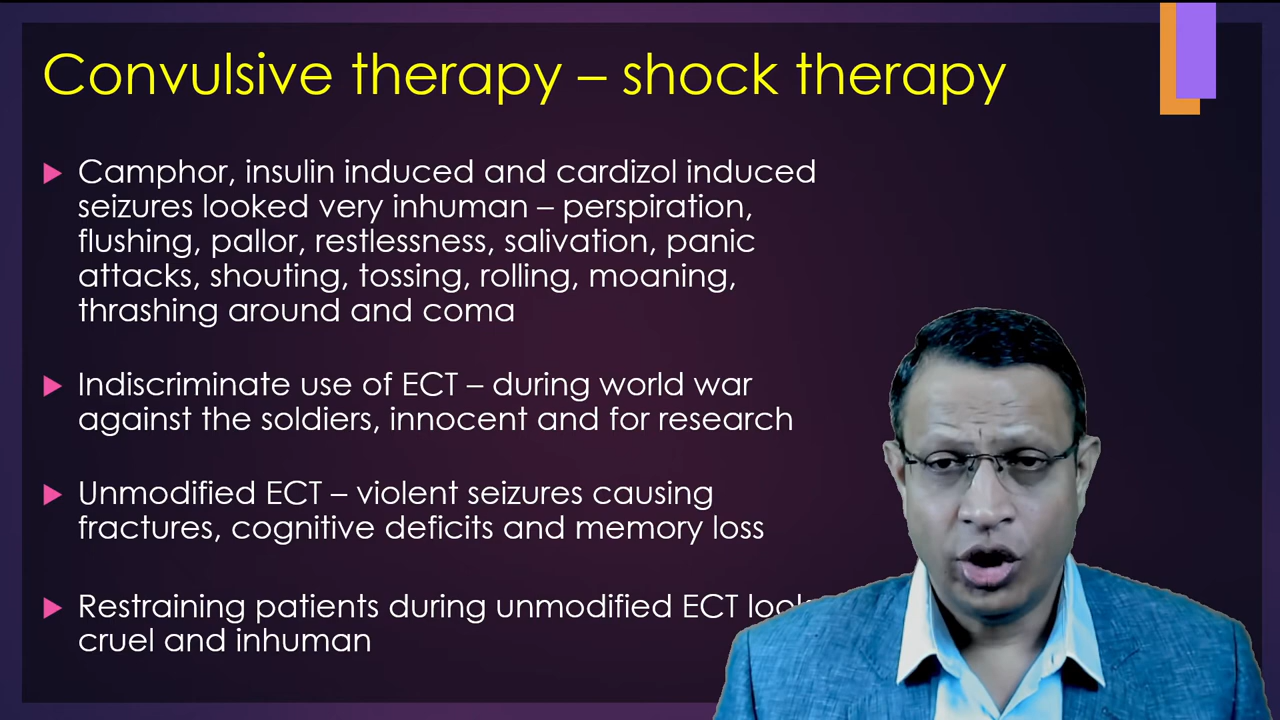 Convulsive therapy – shock therapy
Camphor, insulin induced and cardizol induced
seizures looked very inhuman – perspiration,
flushing, pallor, restlessness, salivation, panic
attacks, shouting, tossing, rolling, moaning,
thrashing around and coma
Indiscriminate use of ECT – during world war
against the soldiers, innocent and for research
Unmodified ECT – violent seizures causing
fractures, cognitive deficits and memory loss
Restraining patients during unmodified ECT
cruel and inhuman